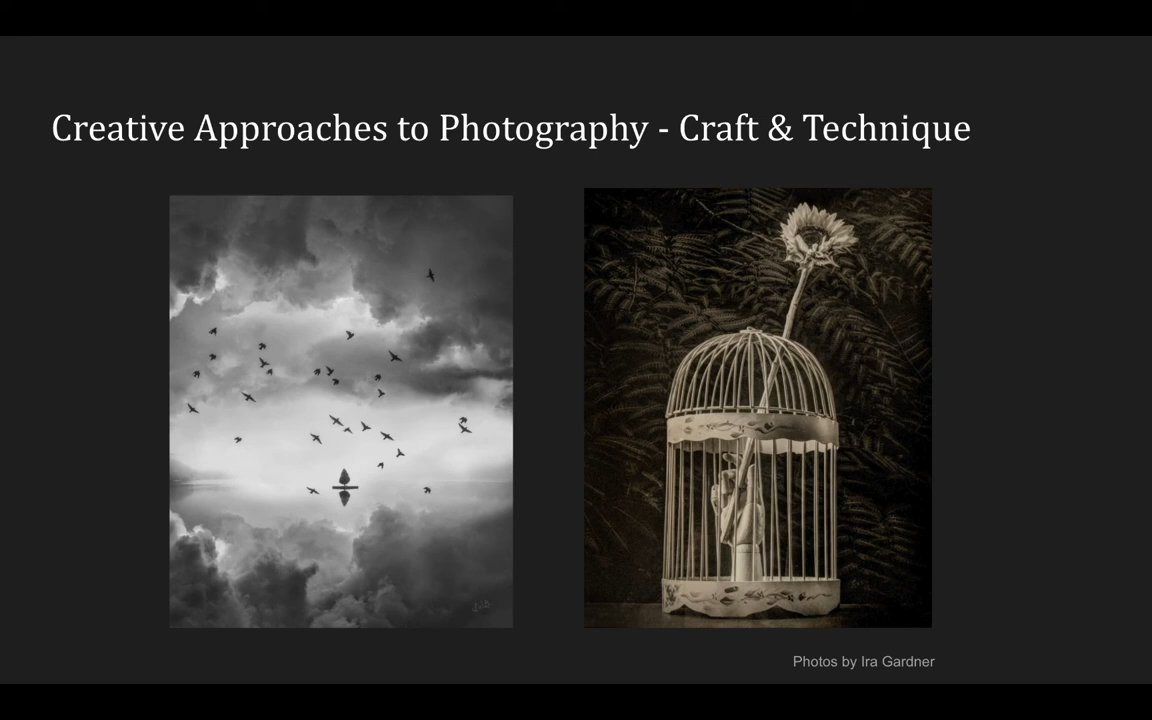 Creative Approaches to Photography - Craft & Technique
Photos by Ira Gardner